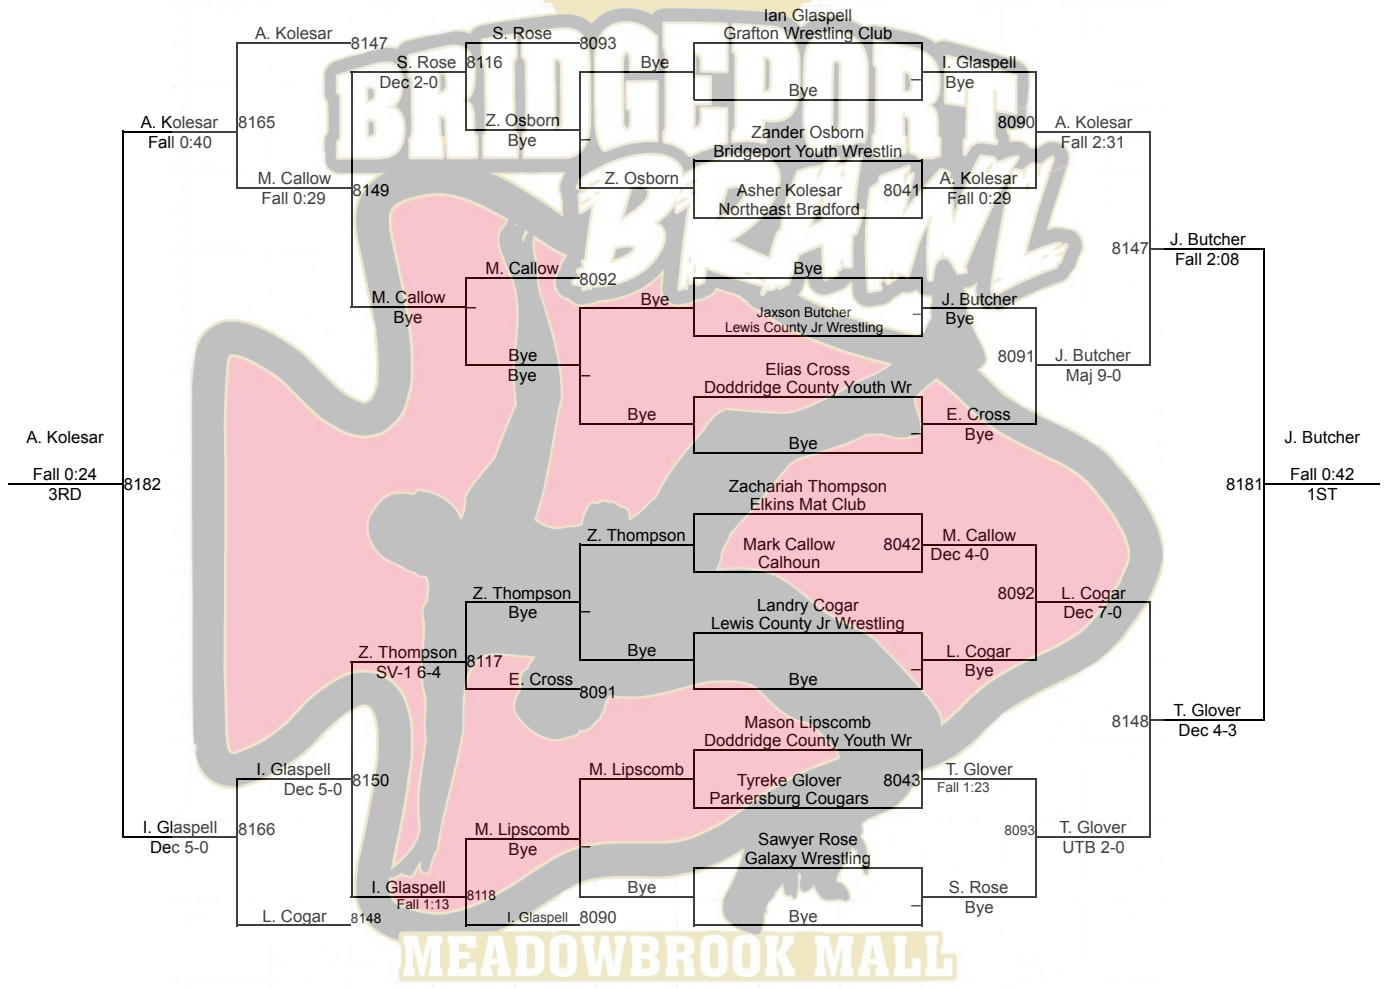 Ian Glaspell
A. Kolesar
8147
S. Rose
8093
Grafton Wrestling Club
S. Rose
8116
Bye
I. Glaspell
Dec 2-0
Bye
Bye
BRIDGEPORT
A. Kolesar
8165
Z. Osborn
Zander Osborn
8090
A. Kolesar
Fall 0:40
Bye
Bridgeport Youth Wrestlin
Fall 2:31
M. Callow
8149
Z. Osborn
Asher Kolesar
8041
A. Kolesar
Fall 0:29
Northeast Bradford
Fall 0:29
BRAWL
8147
J. Butcher
Fall 2:08
M. Callow
8092
Bye
M. Callow
Bye
J. Butcher
Bye
Jaxson Butcher
Bye
Lewis County Jr Wrestling
Bye
Bye
8091
J. Butcher
Maj 9-0
Elias Cross
Doddridge County Youth Wr
Bye
E. Cross
Bye
Bye
A. Kolesar
J. Butcher
Fall 0:24
8182
3RD
8181
Fall 0:42
1ST
Zachariah Thompson
Elkins Mat Club
Z. Thompson
Mark Callow
8042
M. Callow
Calhoun
Dec 4-0
Z. Thompson
Bye
Landry Cogar
Lewis County Jr Wrestling
8092
L. Cogar
Dec 7-0
Z. Thompson
8117
Bye
L. Cogar
SV-1 6-4
E. Cross
8091
Bye
Bye
Mason Lipscomb
Doddridge County Youth Wr
8148
T. Glover
Dec 4-3
I. Glaspell
8150
M. Lipscomb
Tyreke Glover
8043
T. Glover
Dec 5-0
Parkersburg Cougars
Fall 1:23
I. Glaspell
8166
M. Lipscomb
Sawyer Rose
8093
T. Glover
Dec 5-0
Bye
Galaxy Wrestling
UTB 2-0
I. Glaspell
8118
Bye
S. Rose
Fall 1:13
Bye
L. Cogar
8148
I. Glaspell
8090
Bye
MEADOWBROOK MALL